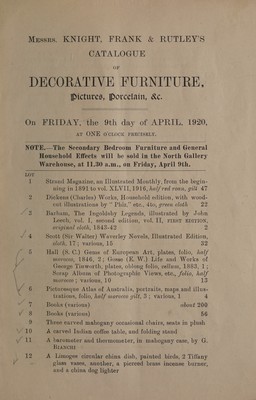 MESSRS. KNIGHT, FRANK & RUTLEY'S
CATALOGUE
OF
DECORATIVE FURNITURE,
Pictures, Porcelain, &c.
On FRIDAY, the 9th day of APRIL, 1920,
AT ONE O'CLOCK PRECISELY.
NOTE.—The Secondary Bedroom Furniture and General
Household Effects will be sold in the North Gallery
Warehouse, at 11.30 a.m., on Friday, April 9th.
LOT
1 Strand Magazine, an Illustrated Monthly, from the begin-
ning in 1891 to vol. XLVII, 1916, half red roan, gilt 47
2 Dickens (Charles) Works, Household edition, with wood-
cut illustrations by "Phiz," etc., 4to, green cloth 22
3 Barham, The Ingoldsby Legends, illustrated by John
Leech, vol. I, second edition, vol. II, FIRST EDITION,
original cloth, 1843-42 2
4 Scott (Sir Walter) Waverley Novels, Illustrated Edition,
cloth, 17; various, 15 32
5 Hall (S. C.) Gems of European Art, plates, folio, half
morocco, 1846, 2; Gosse (E. W.) Life and Works of
George Tinworth, plates, oblong folio, vellum, 1883, 1;
Scrap Album of Photographic Views, etc., folio, half
morocco; various, 10 13
6 Picturesque Atlas of Australia, portraits, maps and illus-
trations, folio, half morocco gilt, 3; various, 1 4
7 Books (various) about 200
8 Books (various) 56
9 Three carved mahogany occasional chairs, seats in plush
10 A carved Indian coffee table, and folding stand
11 A barometer and thermometer, in mahogany case, by G.
BIANCHI
12 A Limoges circular china dish, painted birds, 2 Tiffany
glass vases, another, a pierced brass incense burner,
and a china dog lighter